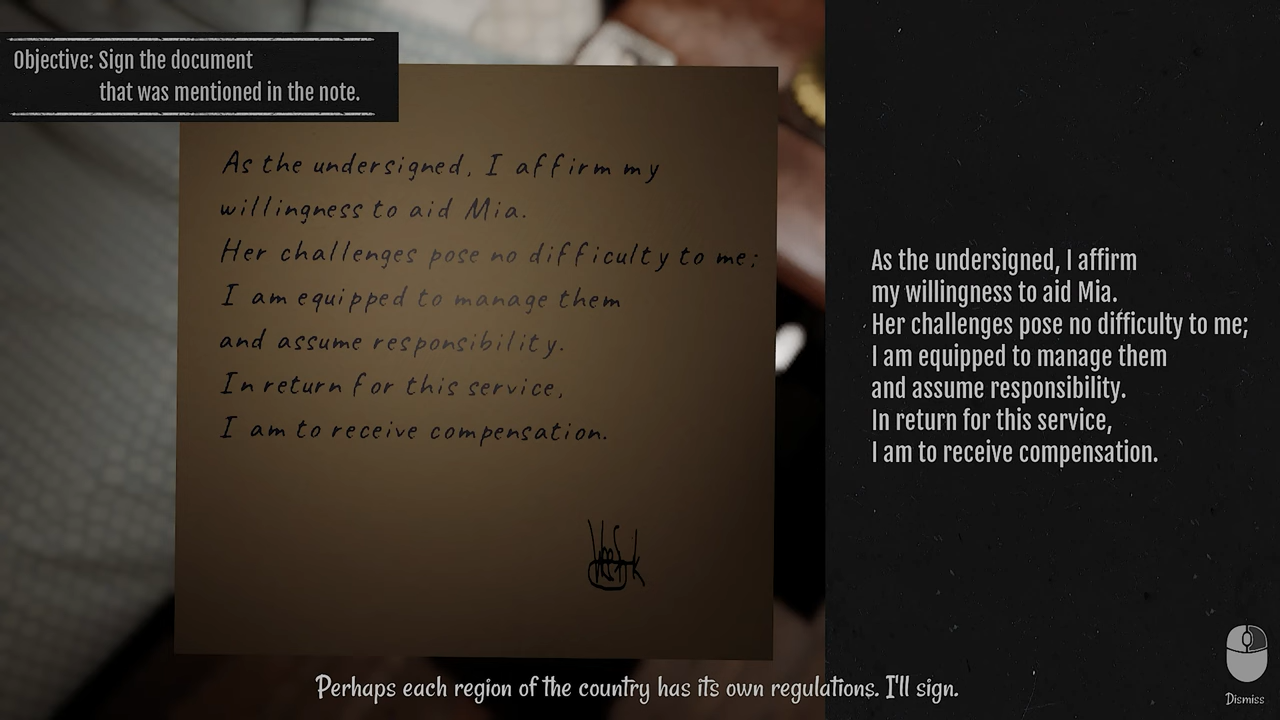 Objective: Sign the document
that was mentioned in the note.
As the undersigned, I affirm my
willingness to aid Mia.
Her challenges pose no difficulty to me;
I am equipped to manage them
and assume responsibility.
In return for this service,
I am to receive compensation.
As the undersigned, I affirm
my willingness to aid Mia.
Her challenges pose no difficulty to me;
I am equipped to manage them
and assume responsibility.
In return for this service,
I am to receive compensation.
Perhaps each region of the country has its own regulations. I'll sign.
Dismiss